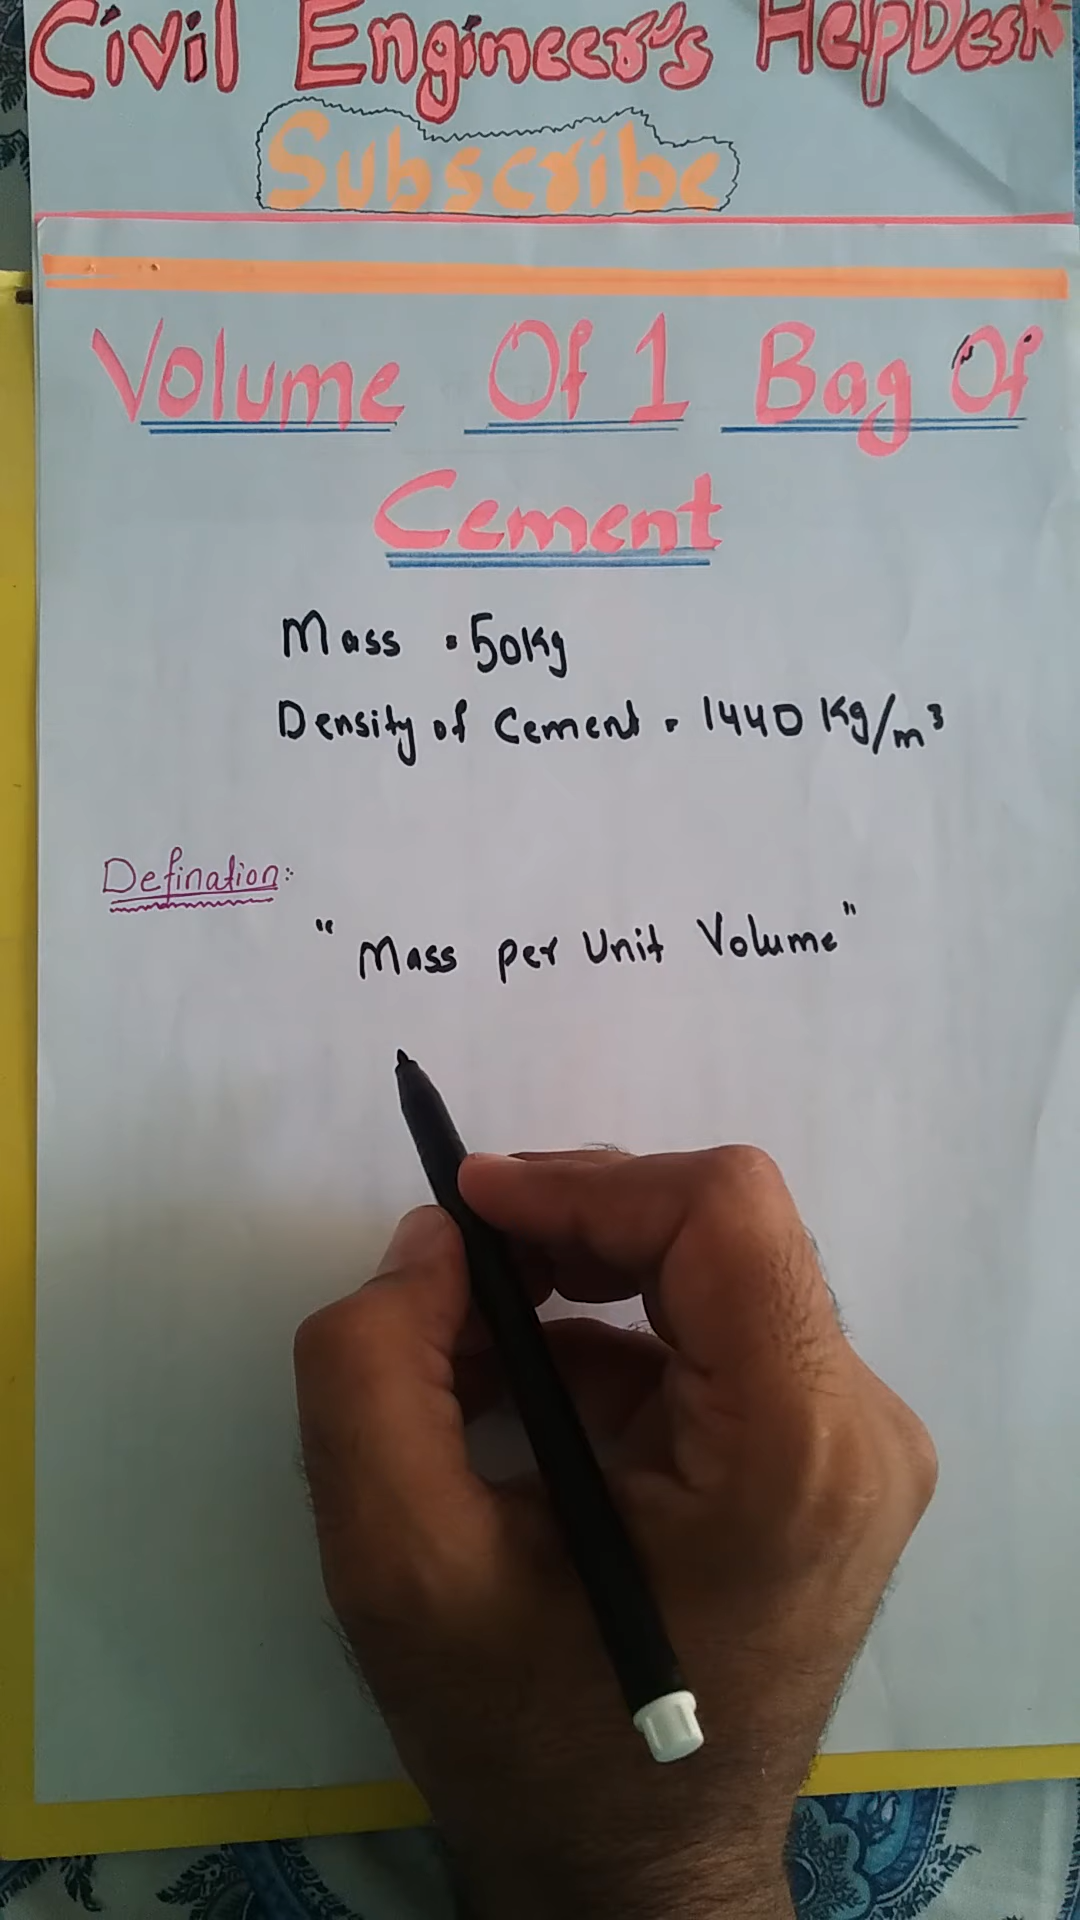 Civil Engineer's HelpDesk
Subscribe
Volume Of 1 Bag Of
Cement
Mass = 50Kg
Density of Cement = 1440 Kg/m³
Defination:
"Mass per Unit Volume"